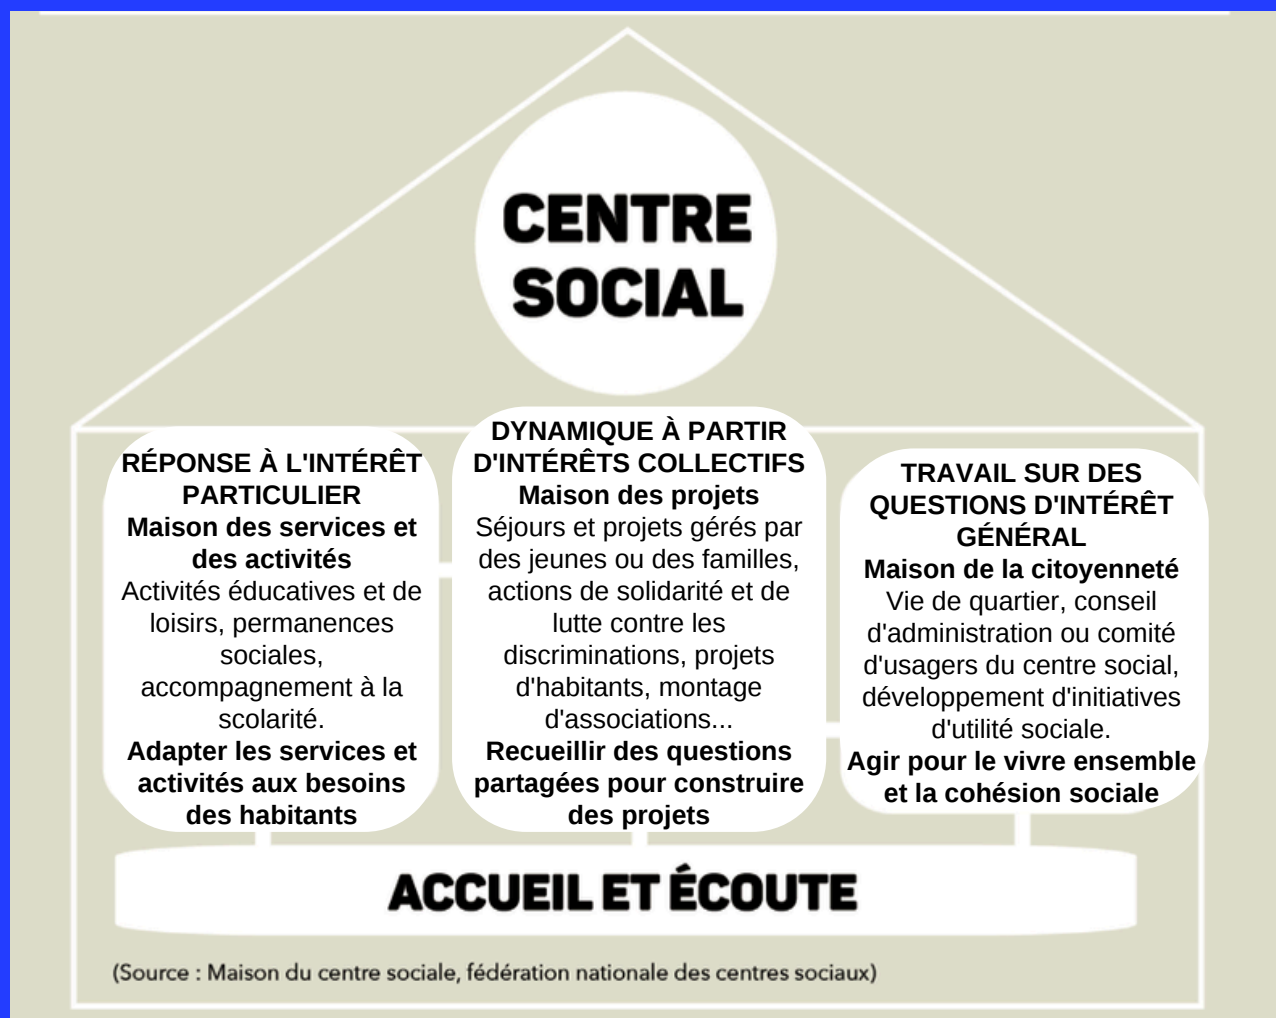 CENTRE
SOCIAL
RÉPONSE À L'INTÉRÊT
PARTICULIER
Maison des services et
des activités
Activités éducatives et de
loisirs, permanences
sociales,
accompagnement à la
scolarité.
Adapter les services et
activités aux besoins
des habitants
DYNAMIQUE À PARTIR
D'INTÉRÊTS COLLECTIFS
Maison des projets
Séjours et projets gérés par
des jeunes ou des familles,
actions de solidarité et de
lutte contre les
discriminations, projets
d'habitants, montage
d'associations...
Recueillir des questions
partagées pour construire
des projets
TRAVAIL SUR DES
QUESTIONS D'INTÉRÊT
GÉNÉRAL
Maison de la citoyenneté
Vie de quartier, conseil
d'administration ou comité
d'usagers du centre social,
développement d'initiatives
d'utilité sociale.
Agir pour le vivre ensemble
et la cohésion sociale
ACCUEIL ET ÉCOUTE
(Source : Maison du centre sociale, fédération nationale des centres sociaux)